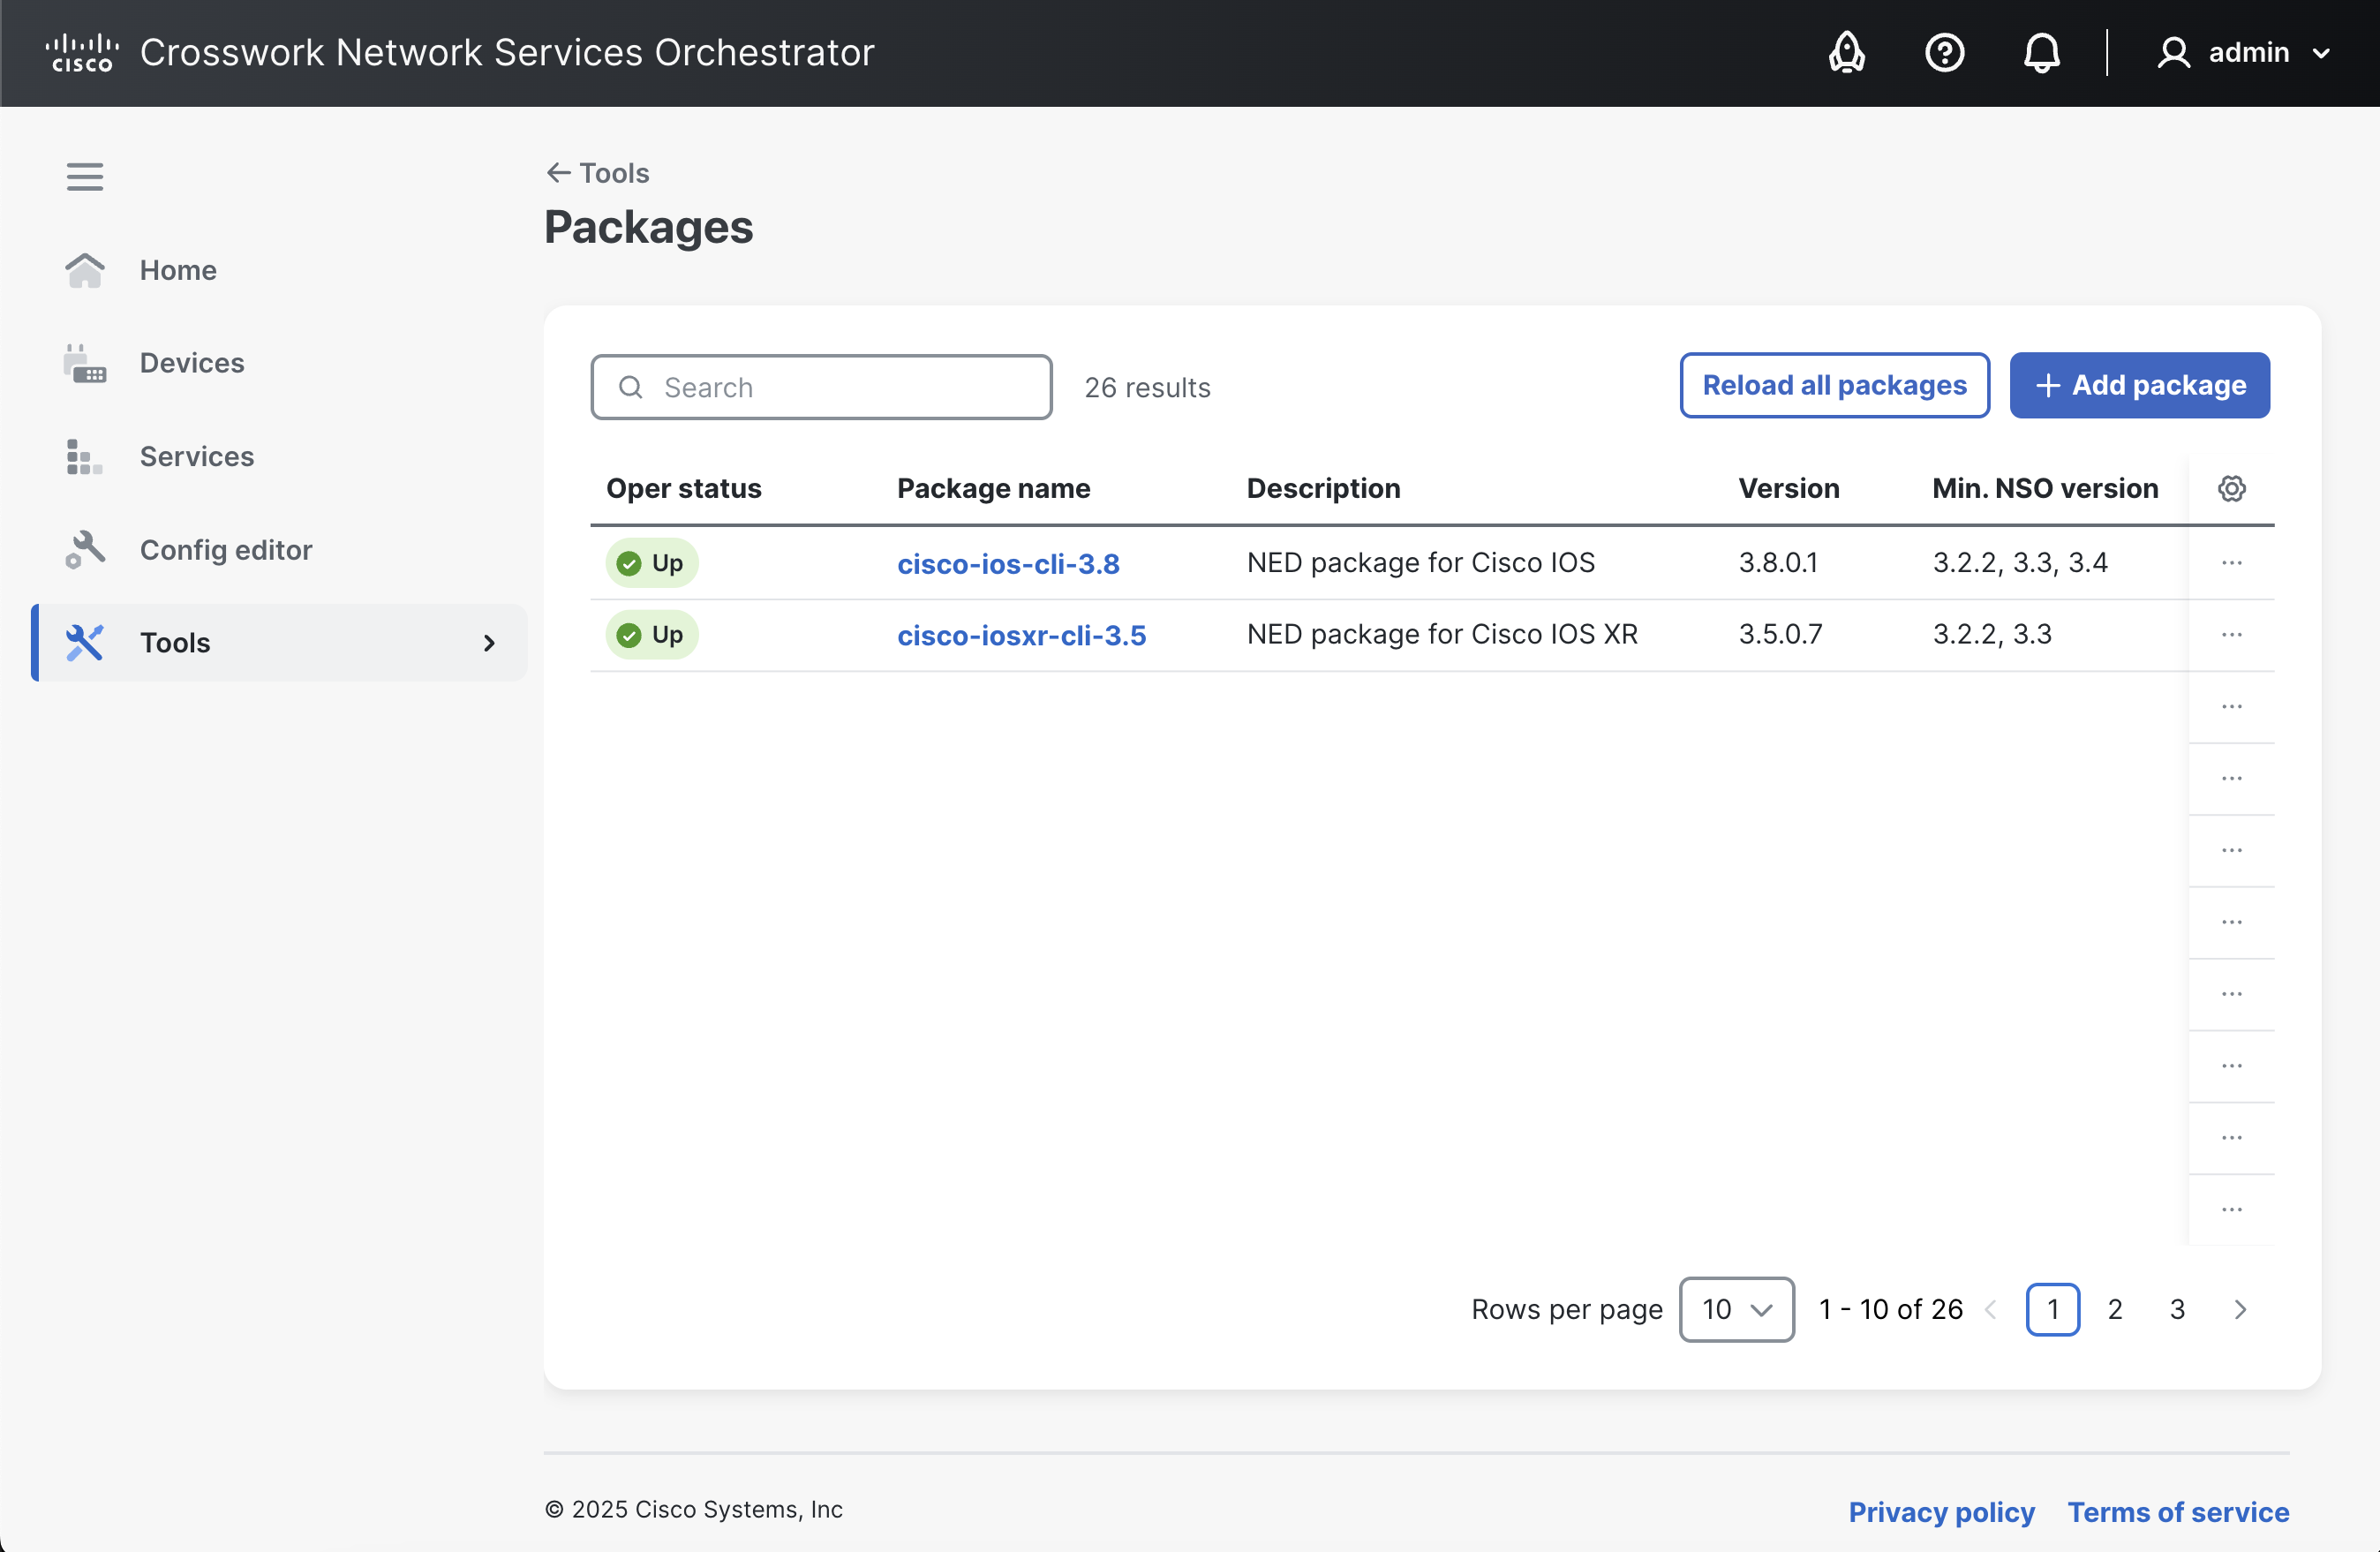 cisco Crosswork Network Services Orchestrator
admin
Home
Devices
Services
Config editor
Tools
← Tools
Packages
Search
26 results
Reload all packages
+ Add package
Oper status Package name Description Version Min. NSO version
Up cisco-ios-cli-3.8 NED package for Cisco IOS 3.8.0.1 3.2.2, 3.3, 3.4 ...
Up cisco-iosxr-cli-3.5 NED package for Cisco IOS XR 3.5.0.7 3.2.2, 3.3 ...
...
...
...
...
...
...
...
...
Rows per page 10 1 - 10 of 26 1 2 3
© 2025 Cisco Systems, Inc
Privacy policy Terms of service